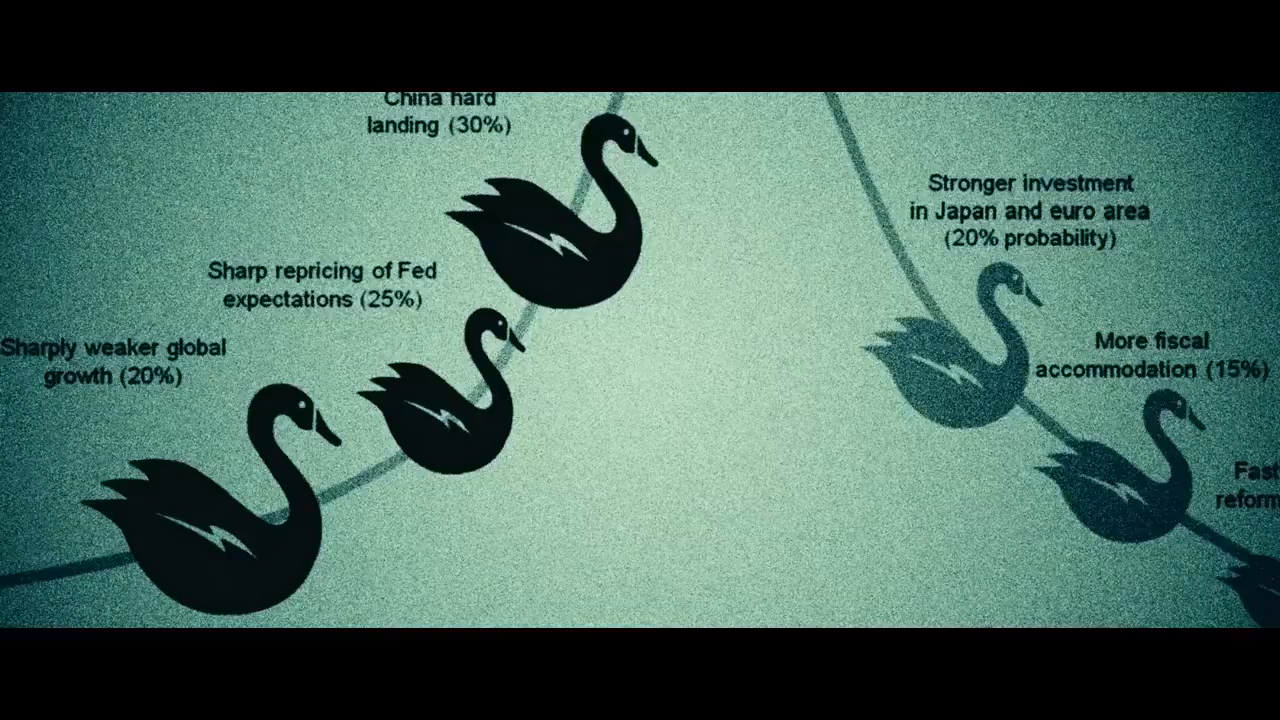 China hard
landing (30%)
Sharp repricing of Fed
expectations (25%)
Sharply weaker global
growth (20%)
Stronger investment
in Japan and euro area
(20% probability)
More fiscal
accommodation (15%)